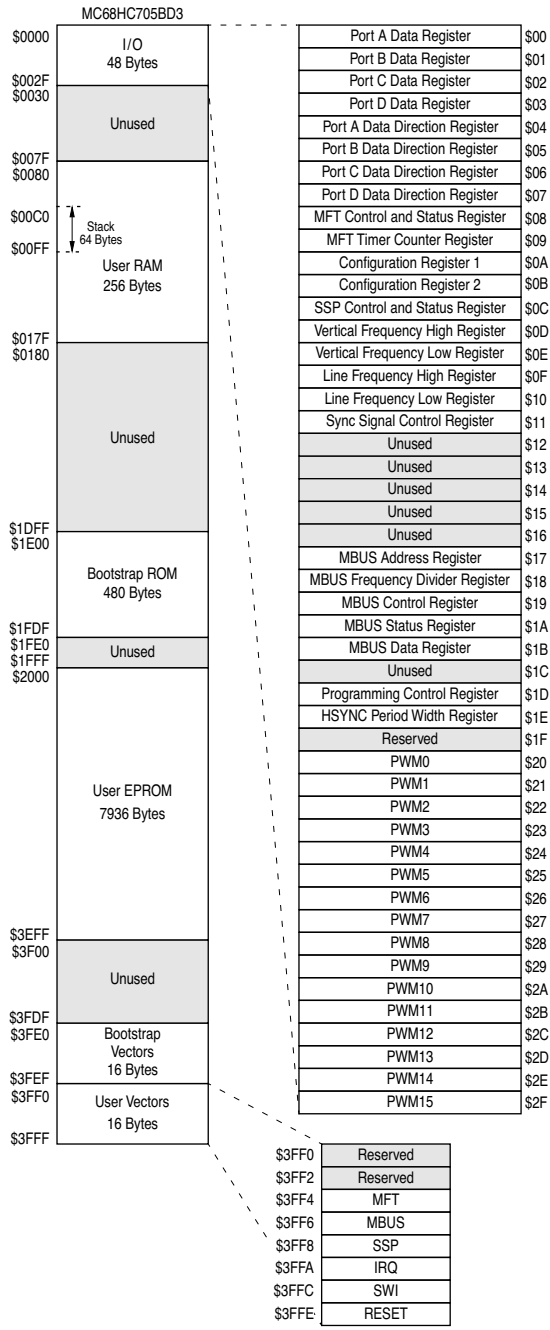 MC68HC705BD3
$0000
I/O
48 Bytes
$002F
$0030
Unused
$007F
$0080
$00C0
Stack
64 Bytes
$00FF
User RAM
256 Bytes
$017F
$0180
Unused
$1DFF
$1E00
Bootstrap ROM
480 Bytes
$1FDF
$1FE0
Unused
$1FFF
$2000
User EPROM
7936 Bytes
$3EFF
$3F00
Unused
$3FDF
$3FE0
Bootstrap
Vectors
16 Bytes
$3FEF
$3FF0
User Vectors
16 Bytes
$3FFF
Port A Data Register $00
Port B Data Register $01
Port C Data Register $02
Port D Data Register $03
Port A Data Direction Register $04
Port B Data Direction Register $05
Port C Data Direction Register $06
Port D Data Direction Register $07
MFT Control and Status Register $08
MFT Timer Counter Register $09
Configuration Register 1 $0A
Configuration Register 2 $0B
SSP Control and Status Register $0C
Vertical Frequency High Register $0D
Vertical Frequency Low Register $0E
Line Frequency High Register $0F
Line Frequency Low Register $10
Sync Signal Control Register $11
Unused $12
Unused $13
Unused $14
Unused $15
Unused $16
MBUS Address Register $17
MBUS Frequency Divider Register $18
MBUS Control Register $19
MBUS Status Register $1A
MBUS Data Register $1B
Unused $1C
Programming Control Register $1D
HSYNC Period Width Register $1E
Reserved $1F
PWM0 $20
PWM1 $21
PWM2 $22
PWM3 $23
PWM4 $24
PWM5 $25
PWM6 $26
PWM7 $27
PWM8 $28
PWM9 $29
PWM10 $2A
PWM11 $2B
PWM12 $2C
PWM13 $2D
PWM14 $2E
PWM15 $2F
$3FF0 Reserved
$3FF2 Reserved
$3FF4 MFT
$3FF6 MBUS
$3FF8 SSP
$3FFA IRQ
$3FFC SWI
$3FFE RESET